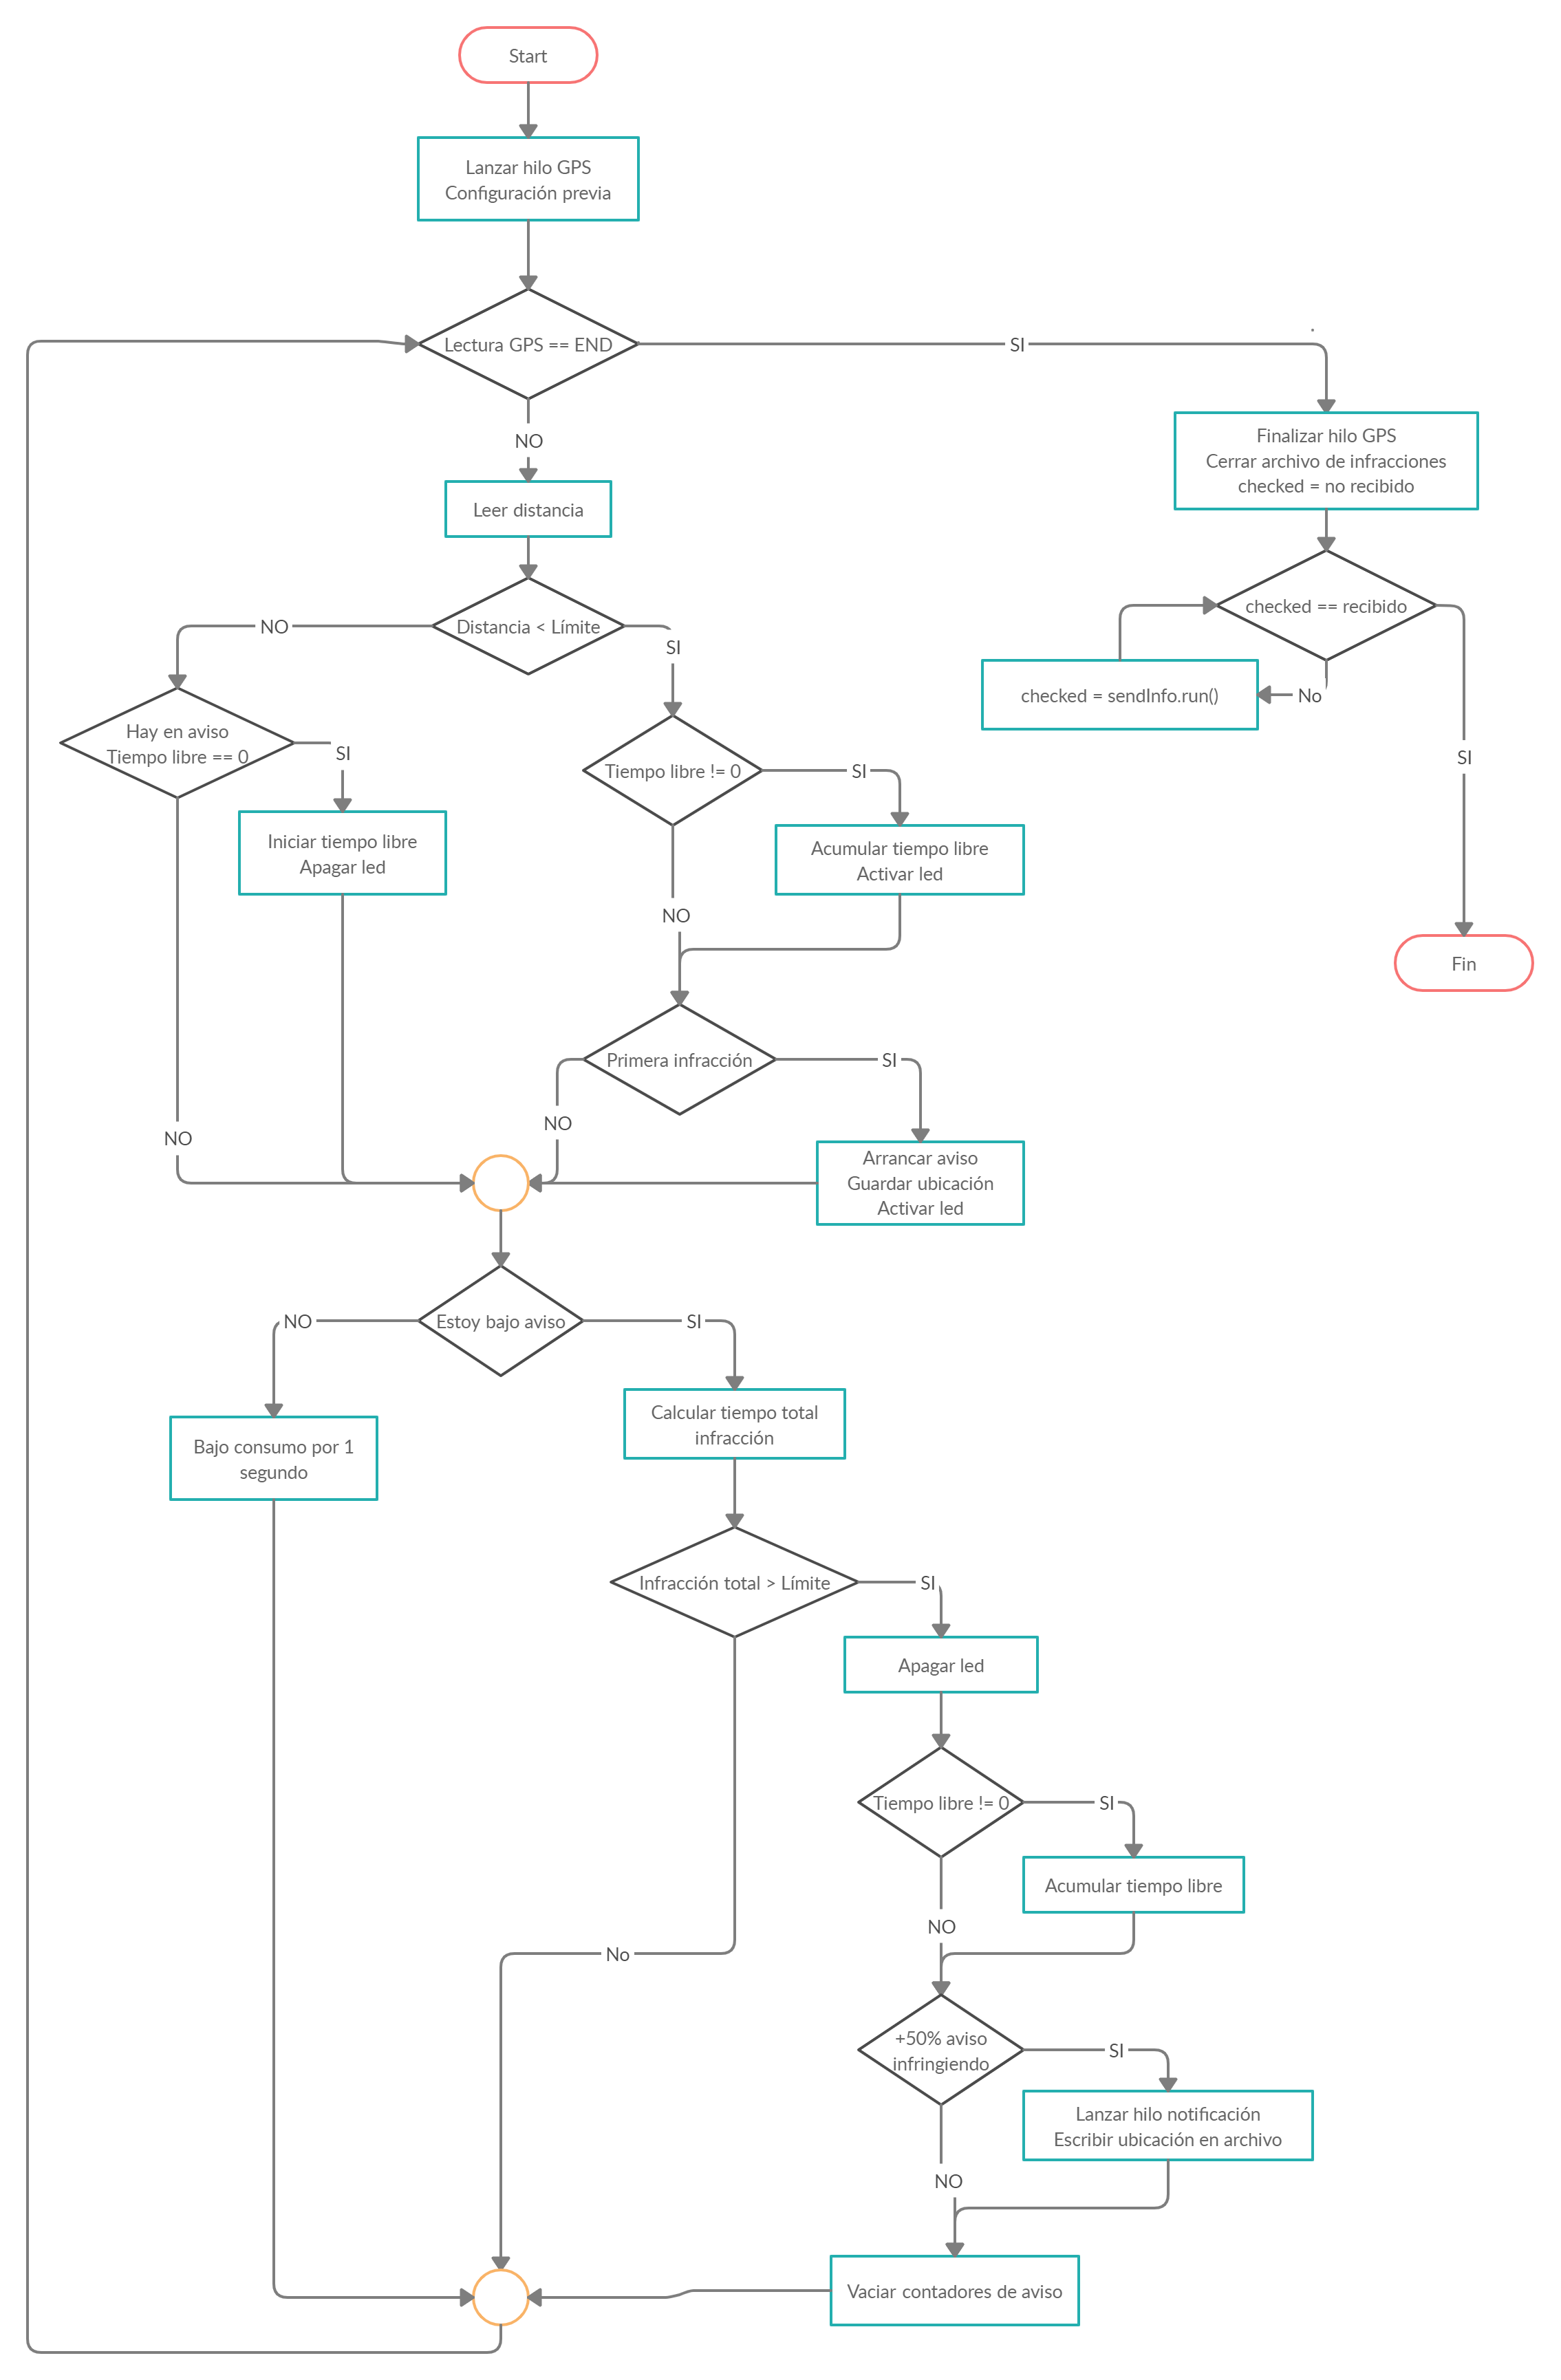 Start
Lanzar hilo GPS
Configuración previa
Lectura GPS == END
SI
NO
Finalizar hilo GPS
Cerrar archivo de infracciones
checked = no recibido
Leer distancia
checked == recibido
Distancia < Límite
NO
SI
checked = sendInfo.run()
No
Hay en aviso
Tiempo libre == 0
SI
Tiempo libre != 0
SI
SI
Iniciar tiempo libre
Apagar led
Acumular tiempo libre
Activar led
NO
Fin
Primera infracción
SI
NO
NO
Arrancar aviso
Guardar ubicación
Activar led
Estoy bajo aviso
NO
SI
Calcular tiempo total
infracción
Bajo consumo por 1
segundo
Infracción total > Límite
SI
Apagar led
Tiempo libre != 0
SI
Acumular tiempo libre
NO
No
+50% aviso
infringiendo
SI
Lanzar hilo notificación
Escribir ubicación en archivo
NO
Vaciar contadores de aviso